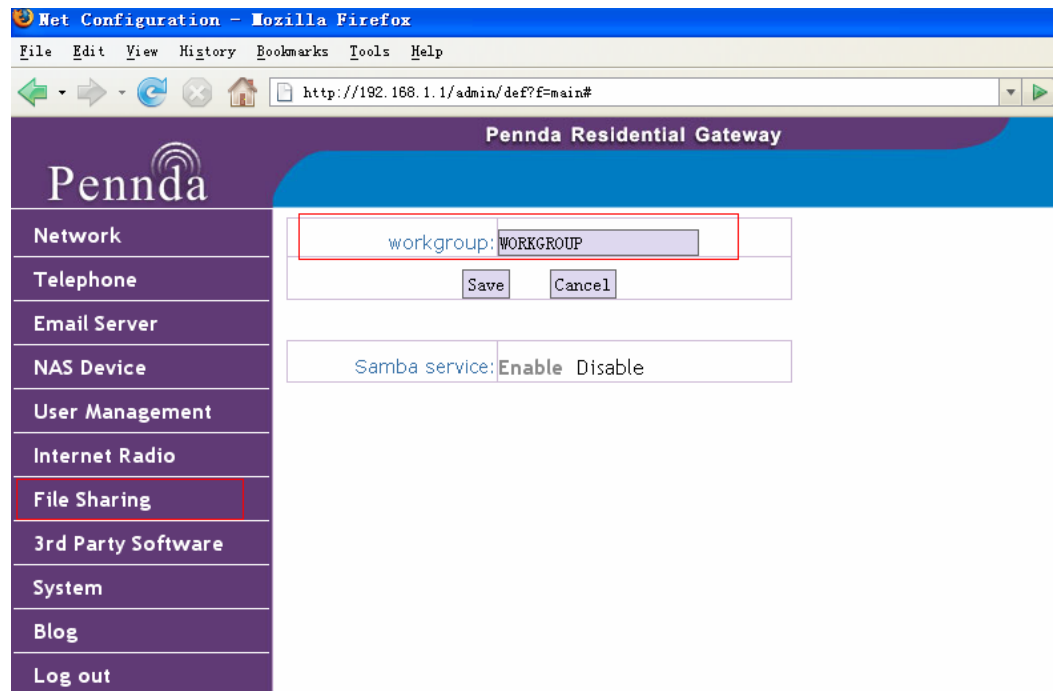 Net Configuration - Mozilla Firefox
File Edit View History Bookmarks Tools Help
http://192.168.1.1/admin/def?f=main#
Pennda Residential Gateway
Pennda
Network
Telephone
Email Server
NAS Device
User Management
Internet Radio
File Sharing
3rd Party Software
System
Blog
Log out
workgroup: WORKGROUP
Save Cancel
Samba service: Enable Disable